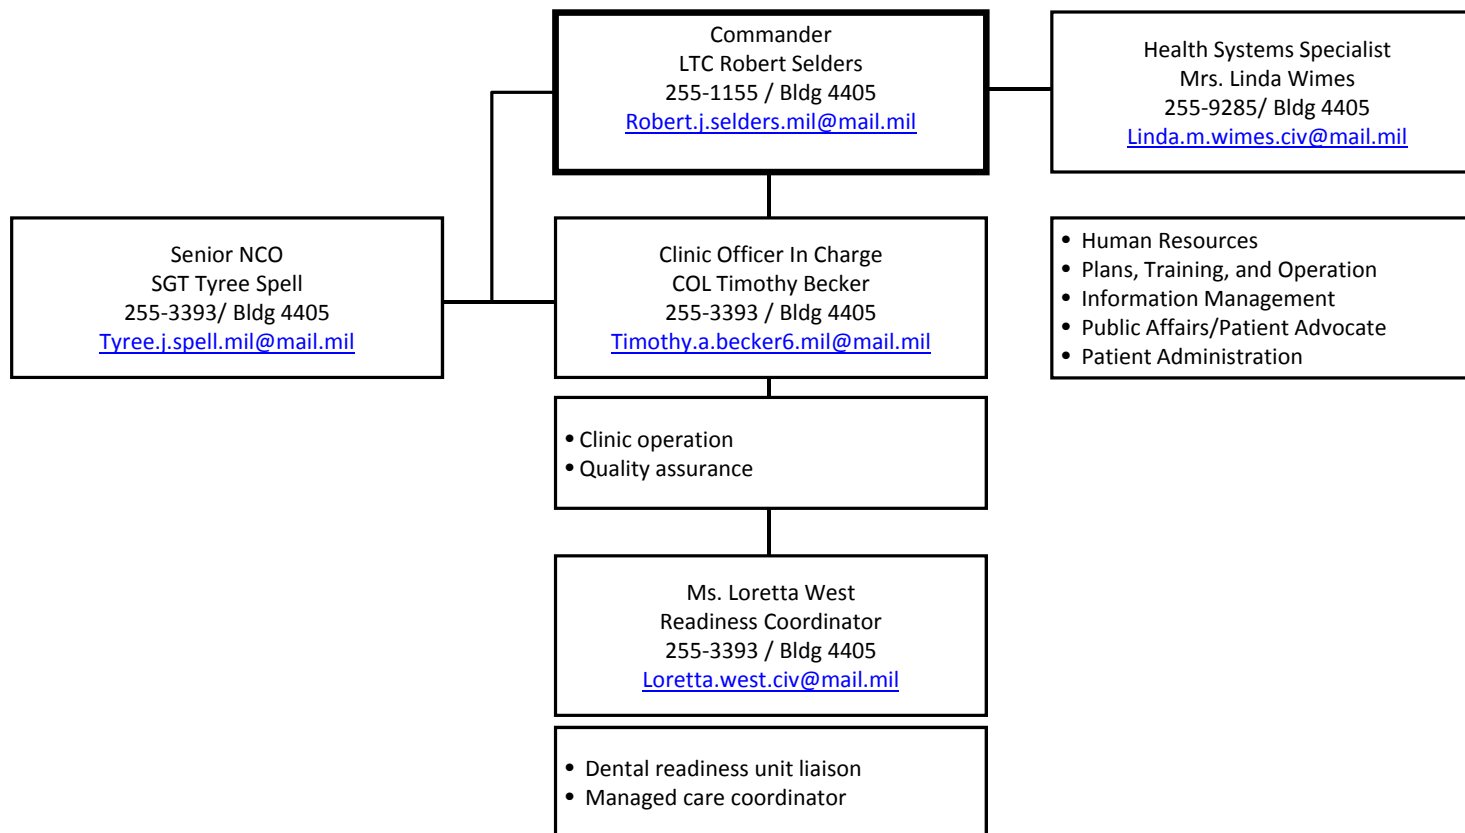 Commander
LTC Robert Selders
255-1155 / Bldg 4405
Robert.j.selders.mil@mail.mil
Health Systems Specialist
Mrs. Linda Wimes
255-9285/ Bldg 4405
Linda.m.wimes.civ@mail.mil
Senior NCO
SGT Tyree Spell
255-3393/ Bldg 4405
Tyree.j.spell.mil@mail.mil
Clinic Officer In Charge
COL Timothy Becker
255-3393 / Bldg 4405
Timothy.a.becker6.mil@mail.mil
• Human Resources
• Plans, Training, and Operation
• Information Management
• Public Affairs/Patient Advocate
• Patient Administration
• Clinic operation
• Quality assurance
Ms. Loretta West
Readiness Coordinator
255-3393 / Bldg 4405
Loretta.west.civ@mail.mil
• Dental readiness unit liaison
• Managed care coordinator